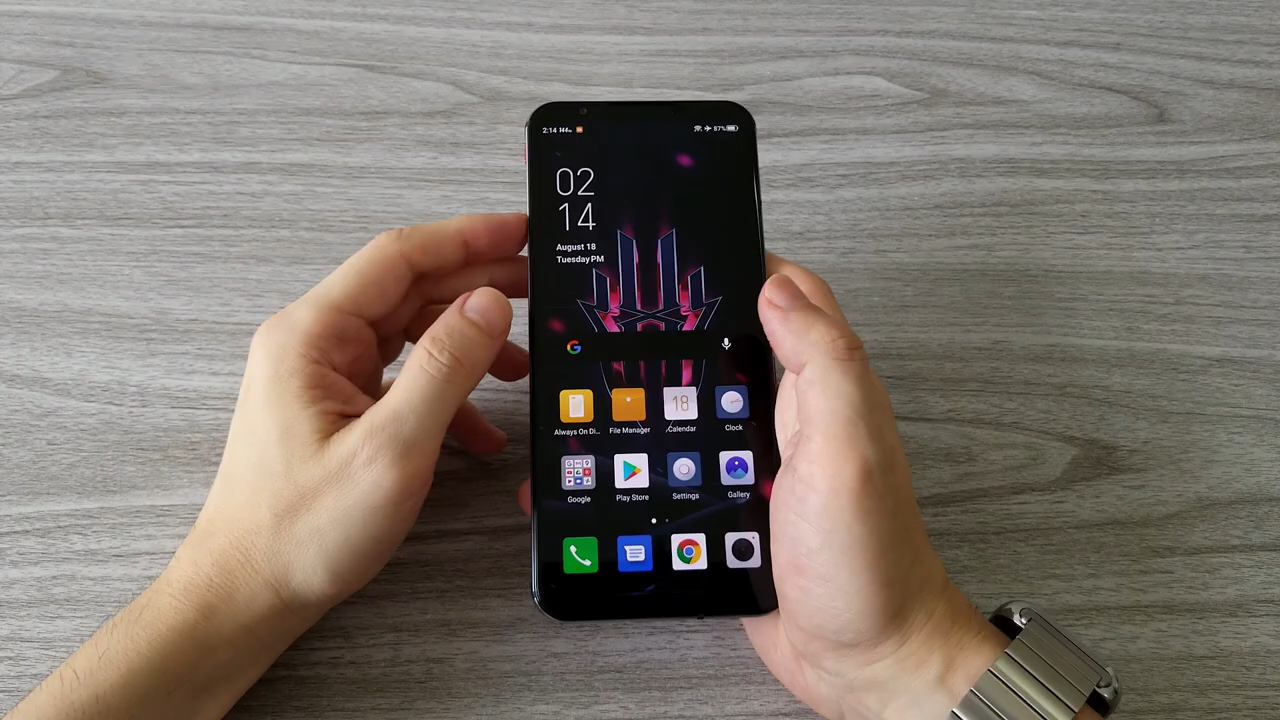 2:14 144Hz 87%
02
14
August 18
Tuesday PM
Always On Di... File Manager Calendar Clock
18
Google Play Store Settings Gallery